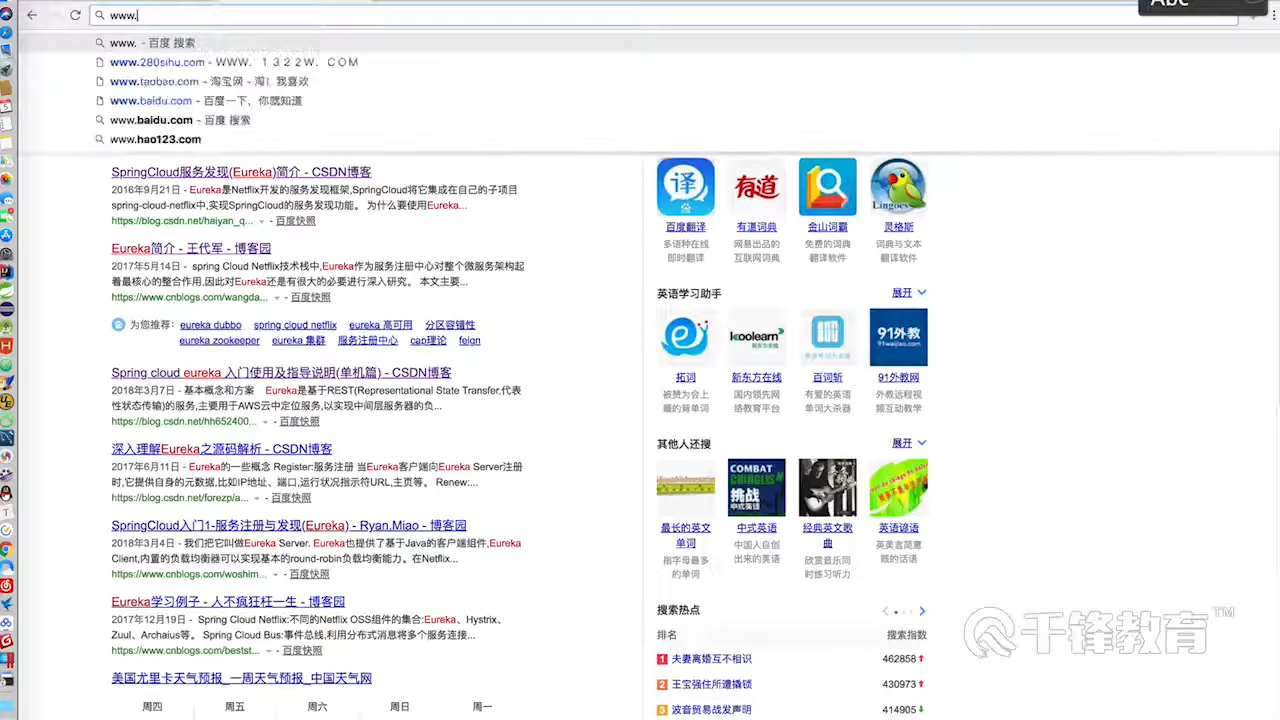 Abc
www.
www. - 百度 搜索
www.280sihu.com - WWW. 1322W. COM
www.taobao.com - 淘宝网 - 淘！我喜欢
www.baidu.com - 百度一下，你就知道
www.baidu.com - 百度 搜索
www.hao123.com
SpringCloud服务发现(Eureka)简介 - CSDN博客
2016年9月21日 - Eureka是Netflix开发的服务发现框架,SpringCloud将它集成在自己的子项目
spring-cloud-netflix中,实现SpringCloud的服务发现功能。 为什么要使用Eureka...
https://blog.csdn.net/haiyan_q... - 百度快照
Eureka简介 - 王代军 - 博客园
2017年5月14日 - spring Cloud Netflix技术栈中,Eureka作为服务注册中心对整个微服务架构起
着最核心的整合作用,因此对Eureka还是有很大的必要进行深入研究。 本文主要...
https://www.cnblogs.com/wangda... - 百度快照
为您推荐: eureka dubbo spring cloud netflix eureka 高可用 分区容错性
eureka zookeeper eureka 集群 服务注册中心 cap理论 feign
Spring cloud eureka 入门使用及指导说明(单机篇) - CSDN博客
2018年3月7日 - 基本概念和方案 Eureka是基于REST(Representational State Transfer,代表
性状态传输)的服务,主要用于AWS云中定位服务,以实现中间层服务器的负...
https://blog.csdn.net/hh652400... - 百度快照
深入理解Eureka之源码解析 - CSDN博客
2017年6月11日 - Eureka的一些概念 Register:服务注册 当Eureka客户端向Eureka Server注册
时,它提供自身的元数据,比如IP地址、端口,运行状况指示符URL,主页等。 Renew:...
https://blog.csdn.net/forezp/a... - 百度快照
SpringCloud入门1-服务注册与发现(Eureka) - Ryan.Miao - 博客园
2018年3月4日 - 我们把它叫做Eureka Server. Eureka也提供了基于Java的客户端组件,Eureka
Client,内置的负载均衡器可以实现基本的round-robin负载均衡能力。在Netflix...
https://www.cnblogs.com/woshim... - 百度快照
Eureka学习例子 - 人不疯狂枉一生 - 博客园
2017年12月19日 - Spring Cloud Netflix:不同的Netflix OSS组件的集合:Eureka、Hystrix、
Zuul、Archaius等。 Spring Cloud Bus:事件总线,利用分布式消息将多个服务连接...
https://www.cnblogs.com/bestst... - 百度快照
美国尤里卡天气预报_一周天气预报_中国天气网
周四 周五 周六 周日 周一
译 有道 Lingoes
百度翻译 有道词典 金山词霸 灵格斯
多语种在线 网易出品的 免费的词典 词典与文本
即时翻译 互联网词典 翻译软件 翻译软件
英语学习助手 展开
koolearn 91外教
91waijiao.com
拓词 新东方在线 百词斩 91外教网
被赞为会上 国内领先网 有爱的英语 外教远程视
瘾的背单词 络教育平台 单词大杀器 频互动教学
其他人还搜 展开
COMBAT
CHINGLISH
挑战
中式英语
最长的英文 中式英语 经典英文歌 英语谚语
单词 曲
指字母最多 中国人自创 欣赏音乐同 英美言简意
的单词 出来的英语 时练习听力 赅的话语
搜索热点
排名 搜索指数
1 夫妻离婚互不相识 462858
2 王宝强住所遭撬锁 430973
3 波音贸易战发声明 414905
千锋教育 TM